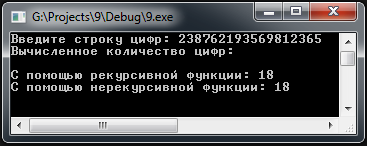 G:\Projects\9\Debug\9.exe
Введите строку цифр: 238762193569812365
Вычисленное количество цифр:
С помощью рекурсивной функции: 18
С помощью нерекурсивной функции: 18